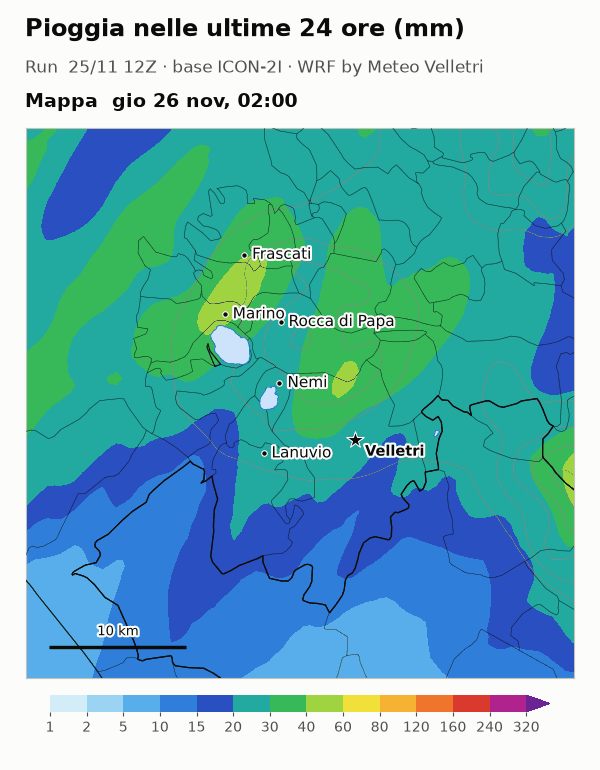 Pioggia nelle ultime 24 ore (mm)
Run  25/11 12Z · base ICON-2I · WRF by Meteo Velletri
Mappa  gio 26 nov, 02:00
Frascati
Marino
Rocca di Papa
Nemi
Velletri
Lanuvio
10 km
1 2 5 10 15 20 30 40 60 80 120 160 240 320